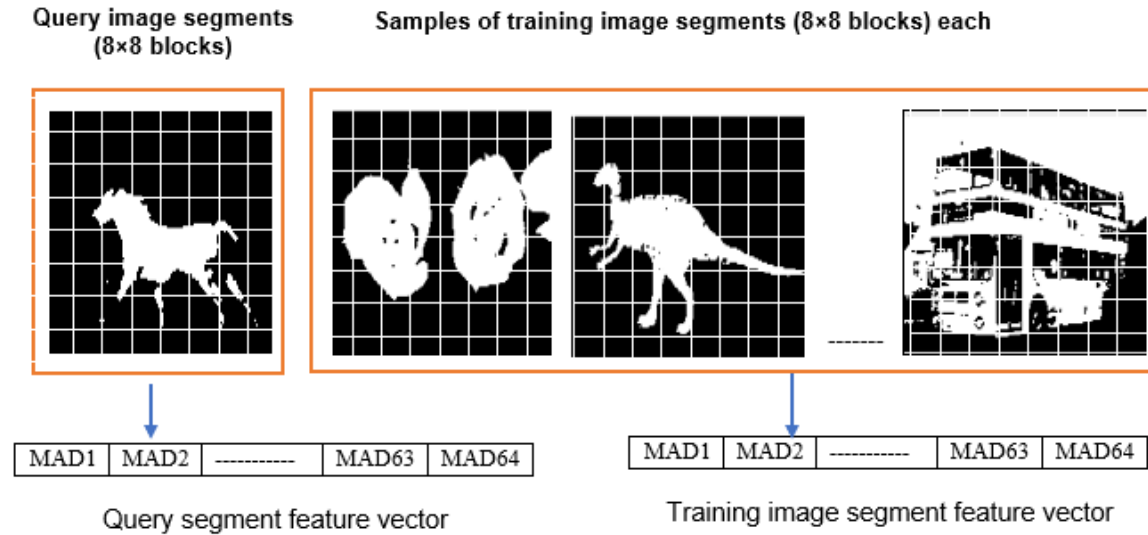 Query image segments
(8×8 blocks)
Samples of training image segments (8×8 blocks) each
--------
MAD1 MAD2 ----------- MAD63 MAD64
Query segment feature vector
MAD1 MAD2 ----------- MAD63 MAD64
Training image segment feature vector